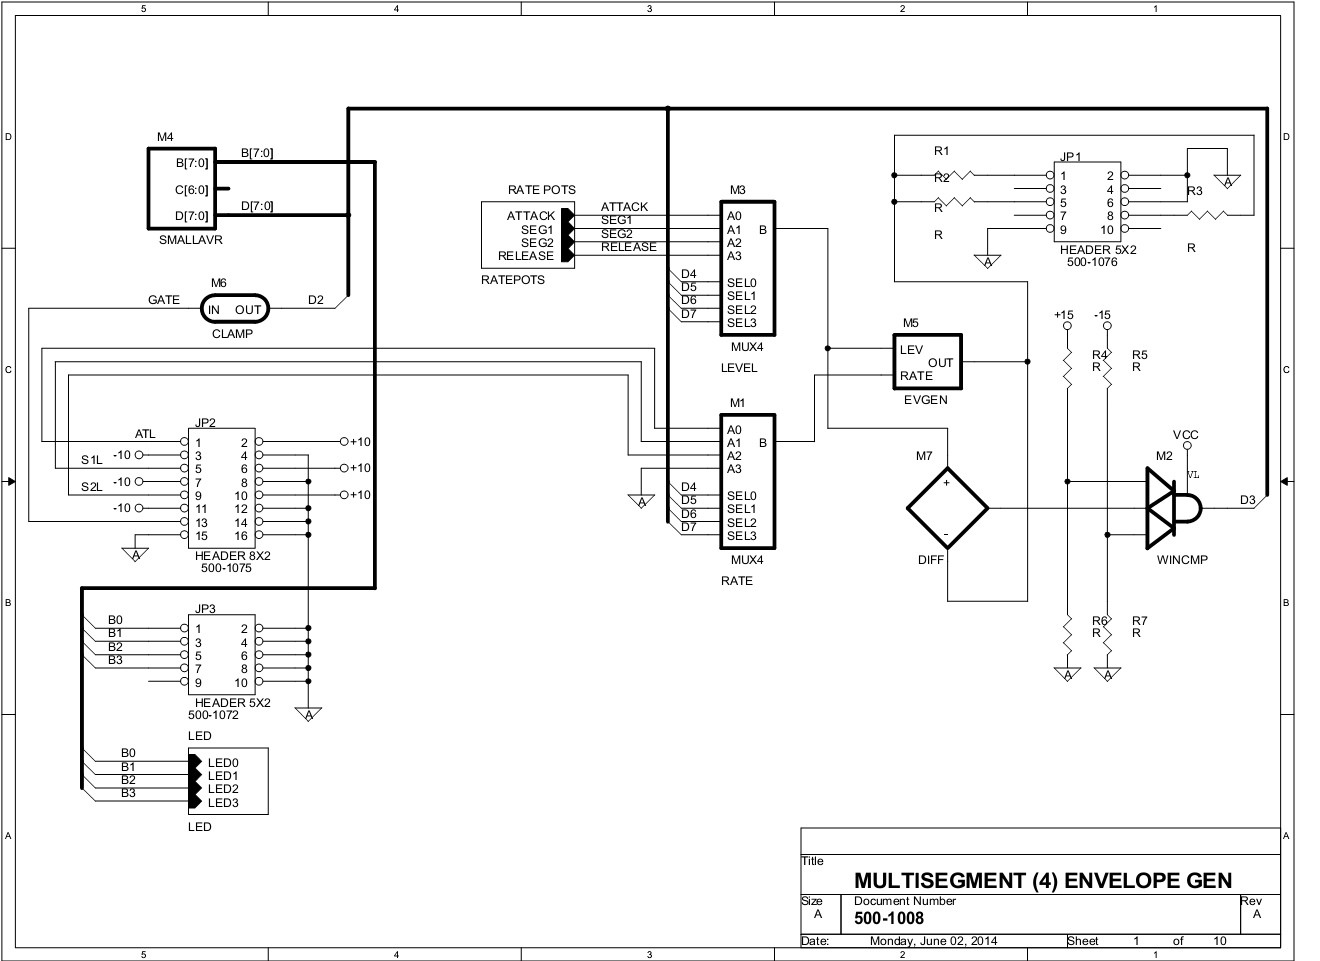 5 4 3 2 1
D D
C C
B B
A A
M4
B[7:0]
C[6:0]
D[7:0]
SMALLAVR
B[7:0]
D[7:0]
M6
GATE
IN OUT
D2
CLAMP
RATE POTS
ATTACK
SEG1
SEG2
RELEASE
RATEPOTS
ATTACK
SEG1
SEG2
RELEASE
D4
D5
D6
D7
M3
A0
A1
A2
A3
B
SEL0
SEL1
SEL2
SEL3
MUX4
LEVEL
R1
R2
R
R
JP1
1 2
3 4
5 6
7 8
9 10
HEADER 5X2
500-1076
A
A
R3
R
M5
LEV
OUT
RATE
EVGEN
+15 -15
R4
R
R5
R
JP2
ATL
-10
S1L
-10
S2L
-10
1 2
3 4
5 6
7 8
9 10
11 12
13 14
15 16
+10
+10
+10
A
HEADER 8X2
500-1075
M1
A0
A1
A2
A3
B
SEL0
SEL1
SEL2
SEL3
A
D4
D5
D6
D7
MUX4
RATE
M7
+
-
DIFF
VCC
M2
VL
D3
WINCMP
R6
R
R7
R
A A
JP3
B0
B1
B2
B3
1 2
3 4
5 6
7 8
9 10
HEADER 5X2
500-1072
A
LED
B0
B1
B2
B3
LED0
LED1
LED2
LED3
LED
Title
MULTISEGMENT (4) ENVELOPE GEN
Size Document Number Rev
A 500-1008 A
Date: Monday, June 02, 2014 Sheet 1 of 10
5 4 3 2 1